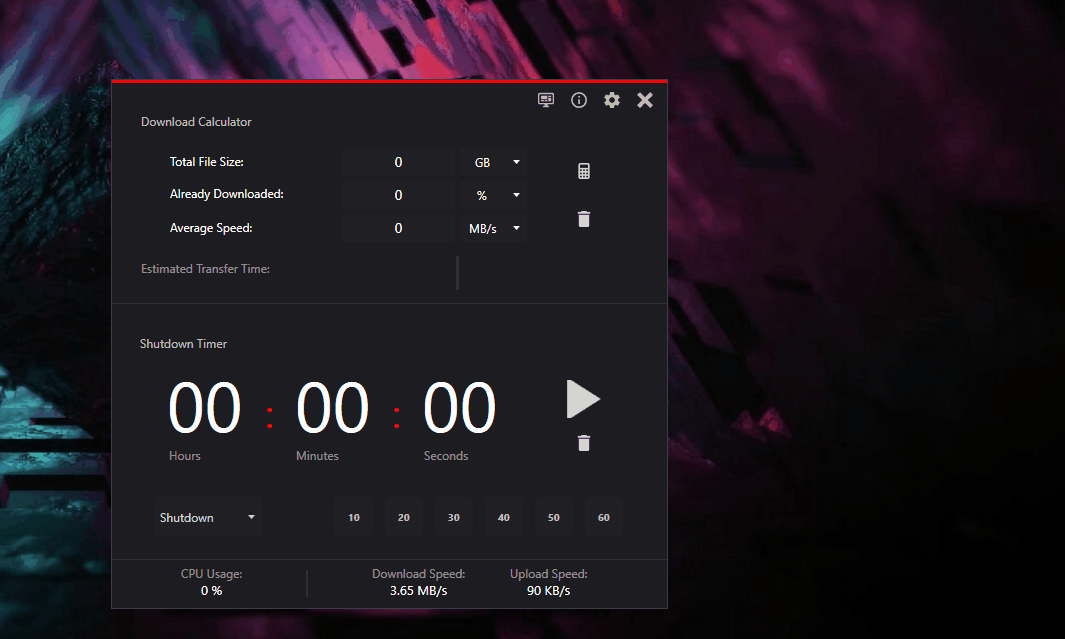 Download Calculator
Total File Size: 0 GB
Already Downloaded: 0 %
Average Speed: 0 MB/s
Estimated Transfer Time:
Shutdown Timer
00 : 00 : 00
Hours Minutes Seconds
Shutdown 10 20 30 40 50 60
CPU Usage: Download Speed: Upload Speed:
0 % 3.65 MB/s 90 KB/s